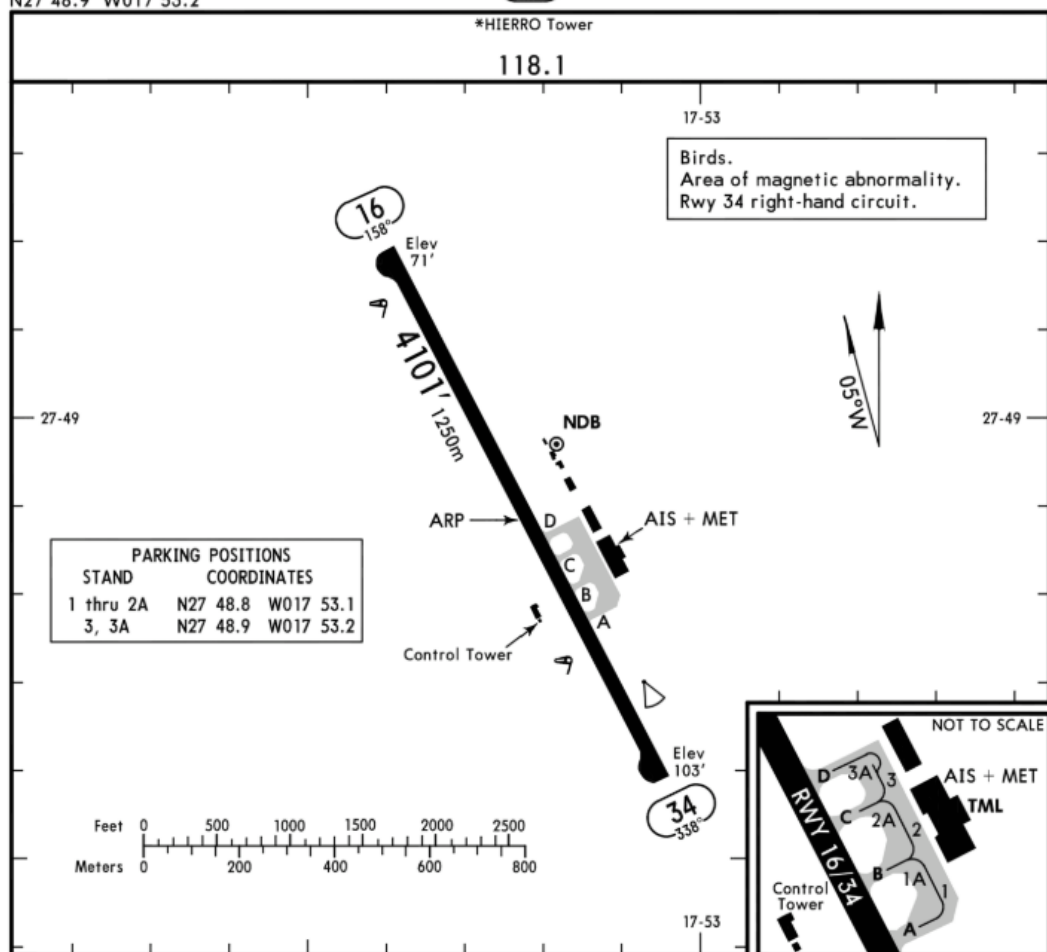 N27 48.9 W017 53.2
*HIERRO Tower
118.1
17-53
Birds.
Area of magnetic abnormality.
Rwy 34 right-hand circuit.
16
158°
Elev
71'
4101'
1250m
05°W
27-49
27-49
NDB
ARP
D
AIS + MET
C
B
A
PARKING POSITIONS
STAND COORDINATES
1 thru 2A N27 48.8 W017 53.1
3, 3A N27 48.9 W017 53.2
Control Tower
Elev
103'
34
338°
Feet 0 500 1000 1500 2000 2500
Meters 0 200 400 600 800
17-53
NOT TO SCALE
AIS + MET
TML
D
3A
3
C
2A
2
B
1A
1
A
RWY 16/34
Control
Tower